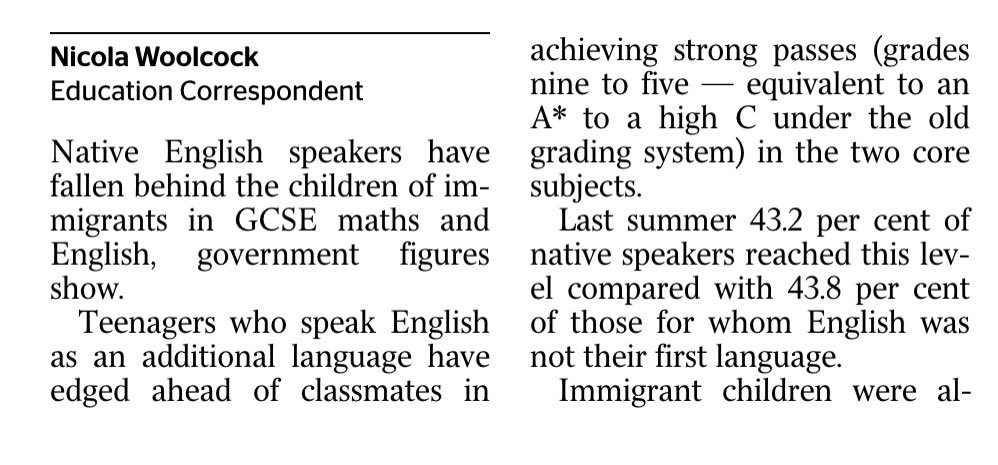 Nicola Woolcock
Education Correspondent
Native English speakers have
fallen behind the children of im-
migrants in GCSE maths and
English, government figures
show.
Teenagers who speak English
as an additional language have
edged ahead of classmates in
achieving strong passes (grades
nine to five — equivalent to an
A* to a high C under the old
grading system) in the two core
subjects.
Last summer 43.2 per cent of
native speakers reached this lev-
el compared with 43.8 per cent
of those for whom English was
not their first language.
Immigrant children were al-